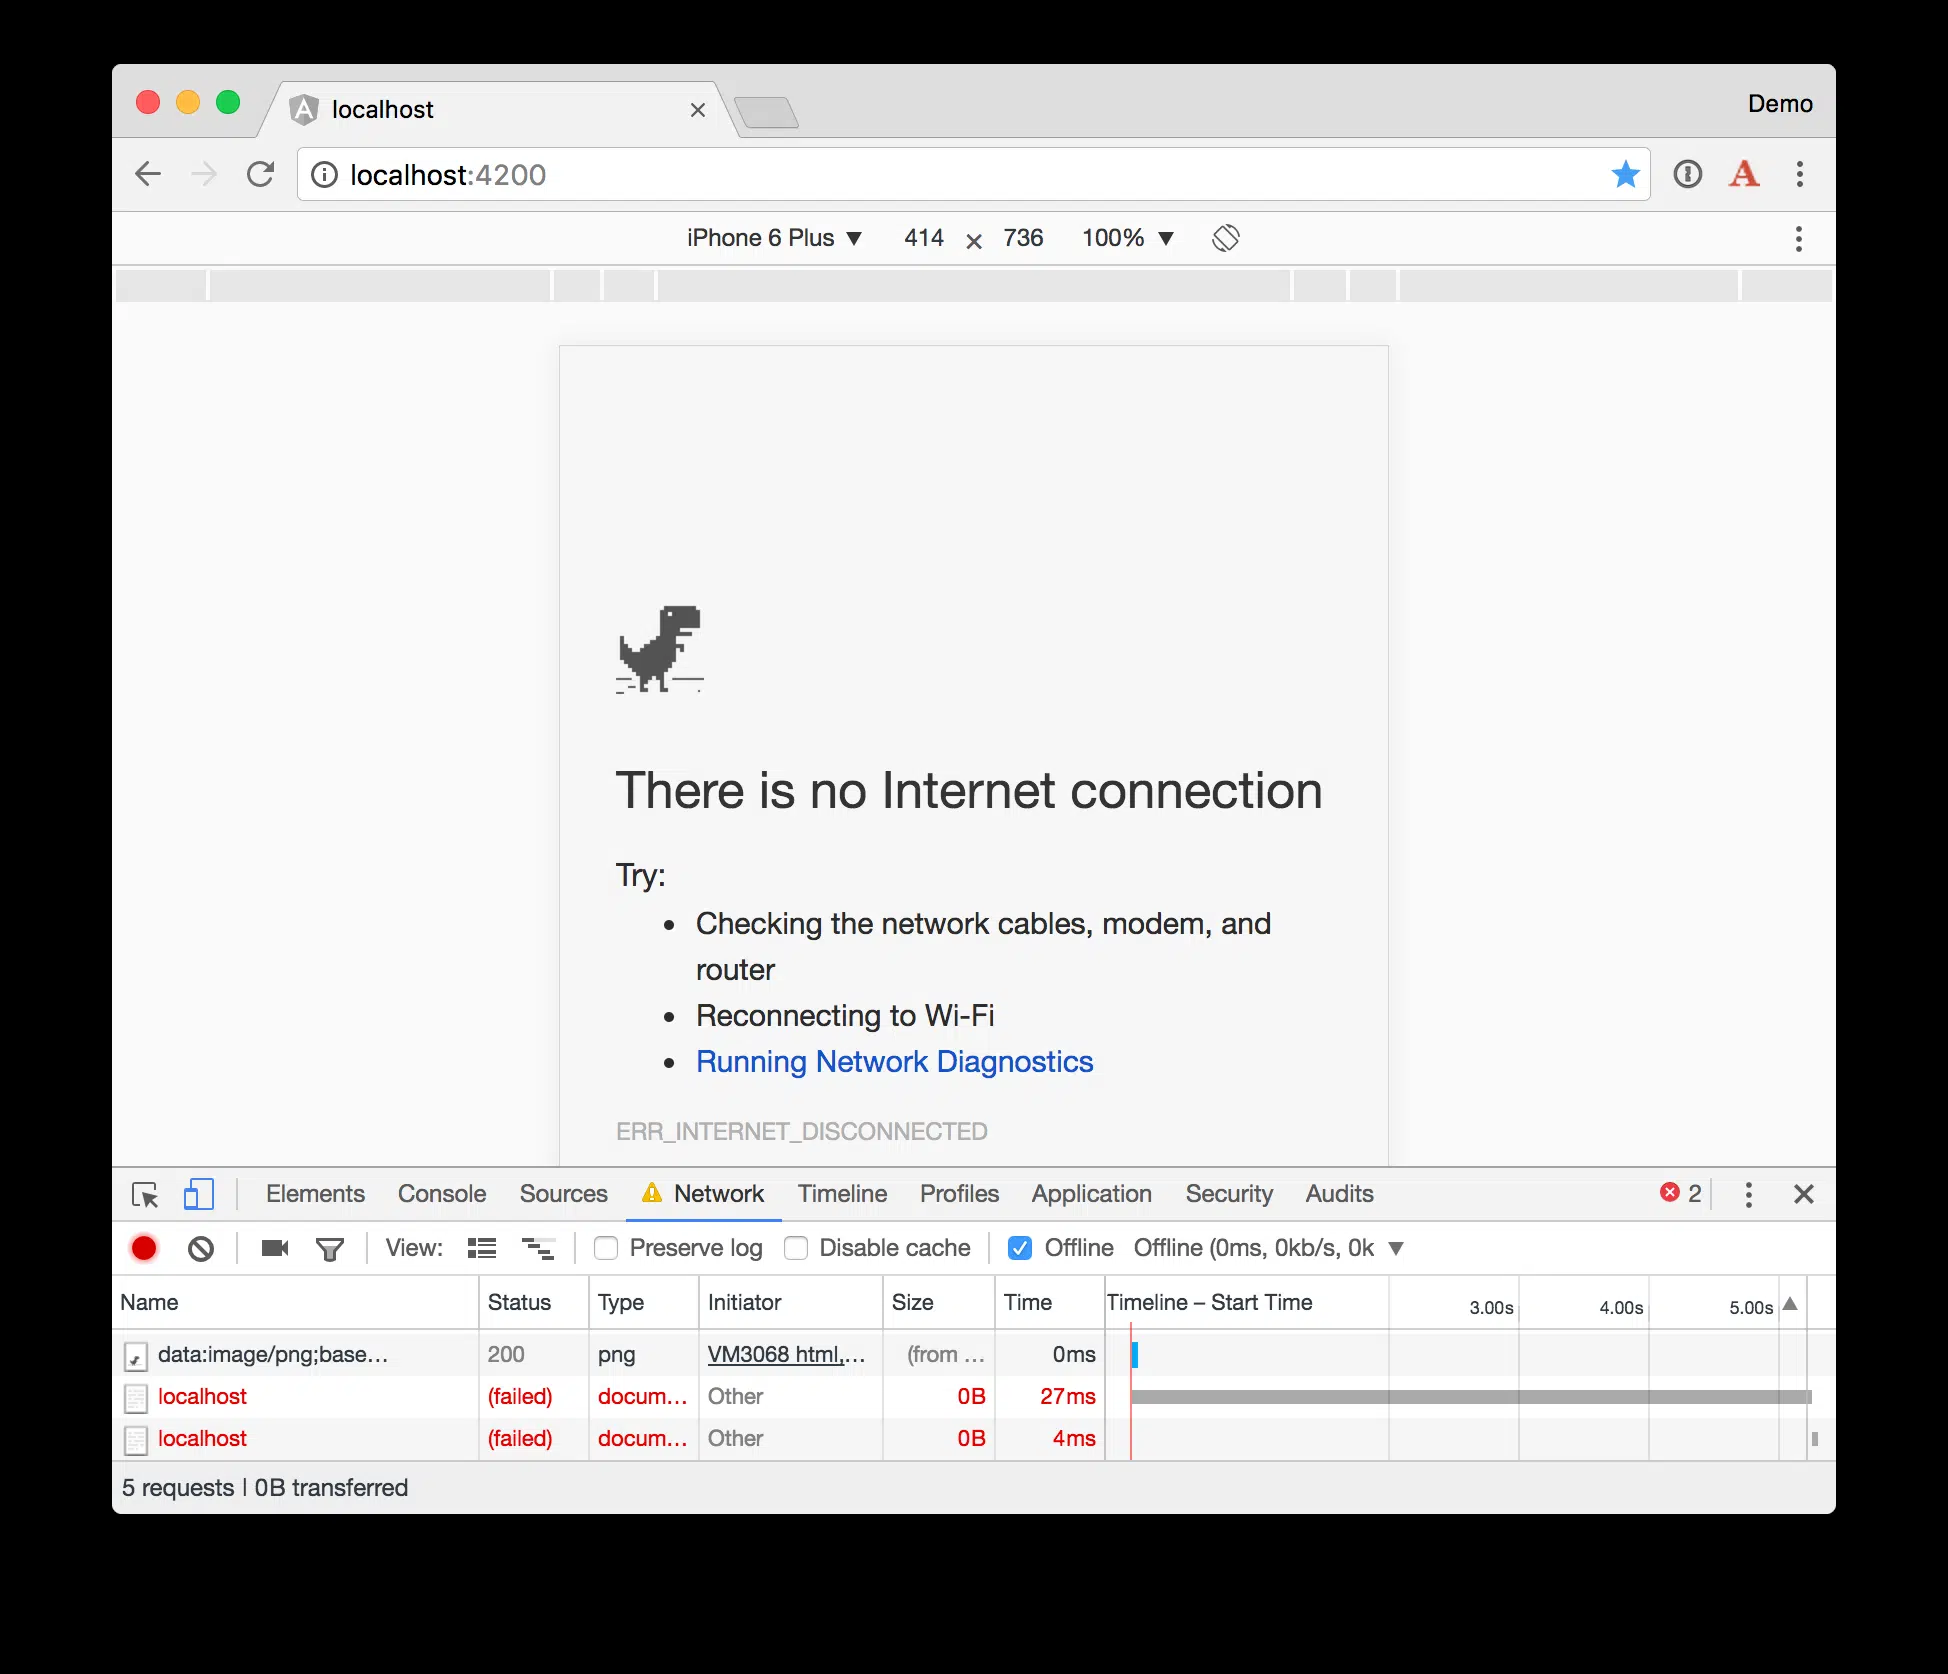 localhost
Demo
localhost:4200
iPhone 6 Plus ▼ 414 × 736 100% ▼
There is no Internet connection
Try:
• Checking the network cables, modem, and
router
• Reconnecting to Wi-Fi
• Running Network Diagnostics
ERR_INTERNET_DISCONNECTED
Elements Console Sources Network Timeline Profiles Application Security Audits 2
View: Preserve log Disable cache Offline Offline (0ms, 0kb/s, 0k ▼
Name Status Type Initiator Size Time Timeline – Start Time 3.00s 4.00s 5.00s ▲
data:image/png;base… 200 png VM3068 html,… (from … 0ms
localhost (failed) docum… Other 0B 27ms
localhost (failed) docum… Other 0B 4ms
5 requests | 0B transferred